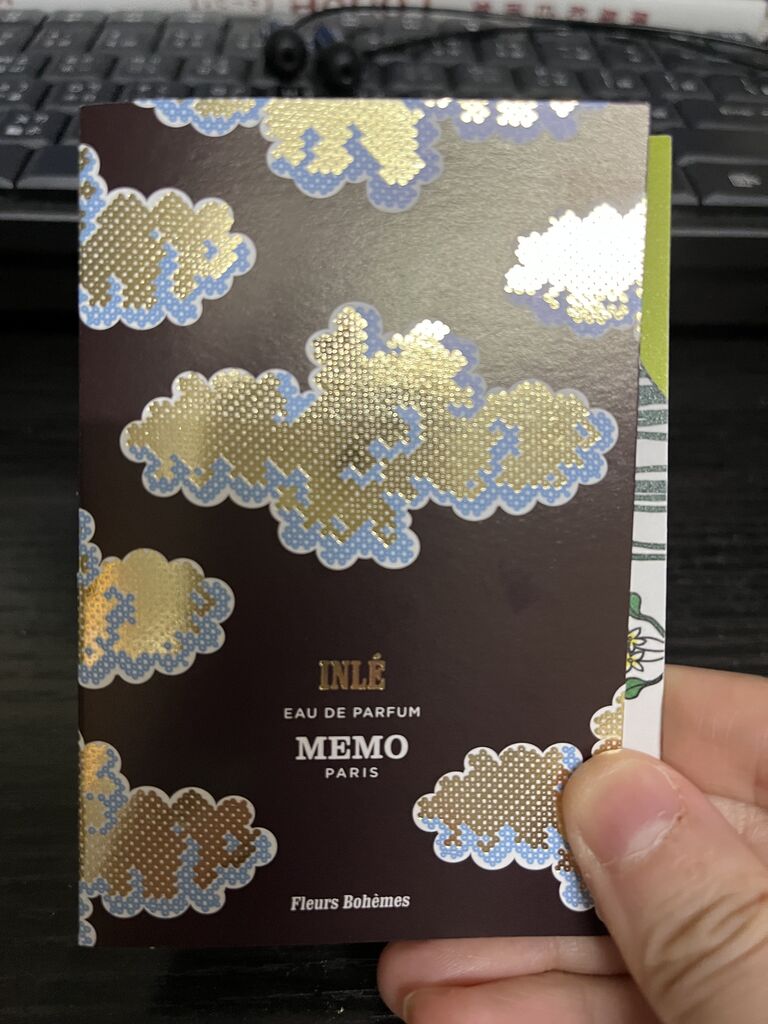 INLÉ
EAU DE PARFUM
MEMO
PARIS
Fleurs Bohèmes